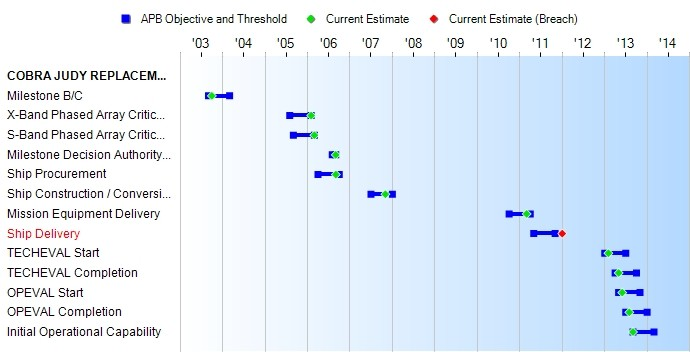 APB Objective and Threshold Current Estimate Current Estimate (Breach)
'03 '04 '05 '06 '07 '08 '09 '10 '11 '12 '13 '14
COBRA JUDY REPLACEM...
Milestone B/C
X-Band Phased Array Critic...
S-Band Phased Array Critic...
Milestone Decision Authority...
Ship Procurement
Ship Construction / Conversi...
Mission Equipment Delivery
Ship Delivery
TECHEVAL Start
TECHEVAL Completion
OPEVAL Start
OPEVAL Completion
Initial Operational Capability